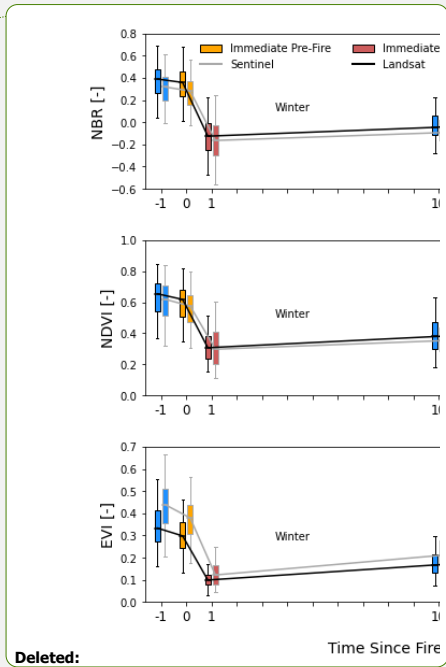 0.8
0.6
0.4
0.2
0.0
−0.2
−0.4
−0.6
NBR [-]
Immediate Pre-Fire
Immediate
Sentinel
Landsat
Winter
-1 0 1 10
1.0
0.8
0.6
0.4
0.2
0.0
NDVI [-]
Winter
-1 0 1 10
0.7
0.6
0.5
0.4
0.3
0.2
0.1
0.0
EVI [-]
Winter
-1 0 1 10
Time Since Fire
Deleted: